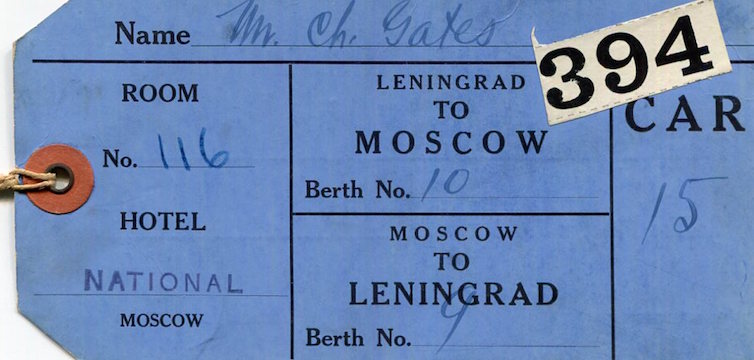 Name Mr. Ch. Gates
394
ROOM
No. 116
HOTEL
NATIONAL
MOSCOW
LENINGRAD
TO
MOSCOW
Berth No. 10
MOSCOW
TO
LENINGRAD
Berth No. 9
CAR
15